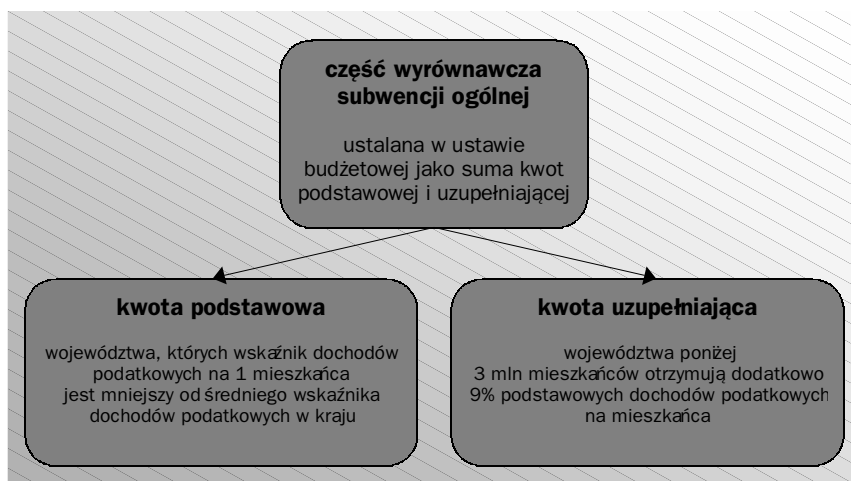 część wyrównawcza
subwencji ogólnej
ustalana w ustawie
budżetowej jako suma kwot
podstawowej i uzupełniającej
kwota podstawowa
województwa, których wskaźnik dochodów
podatkowych na 1 mieszkańca
jest mniejszy od średniego wskaźnika
dochodów podatkowych w kraju
kwota uzupełniająca
województwa poniżej
3 mln mieszkańców otrzymują dodatkowo
9% podstawowych dochodów podatkowych
na mieszkańca